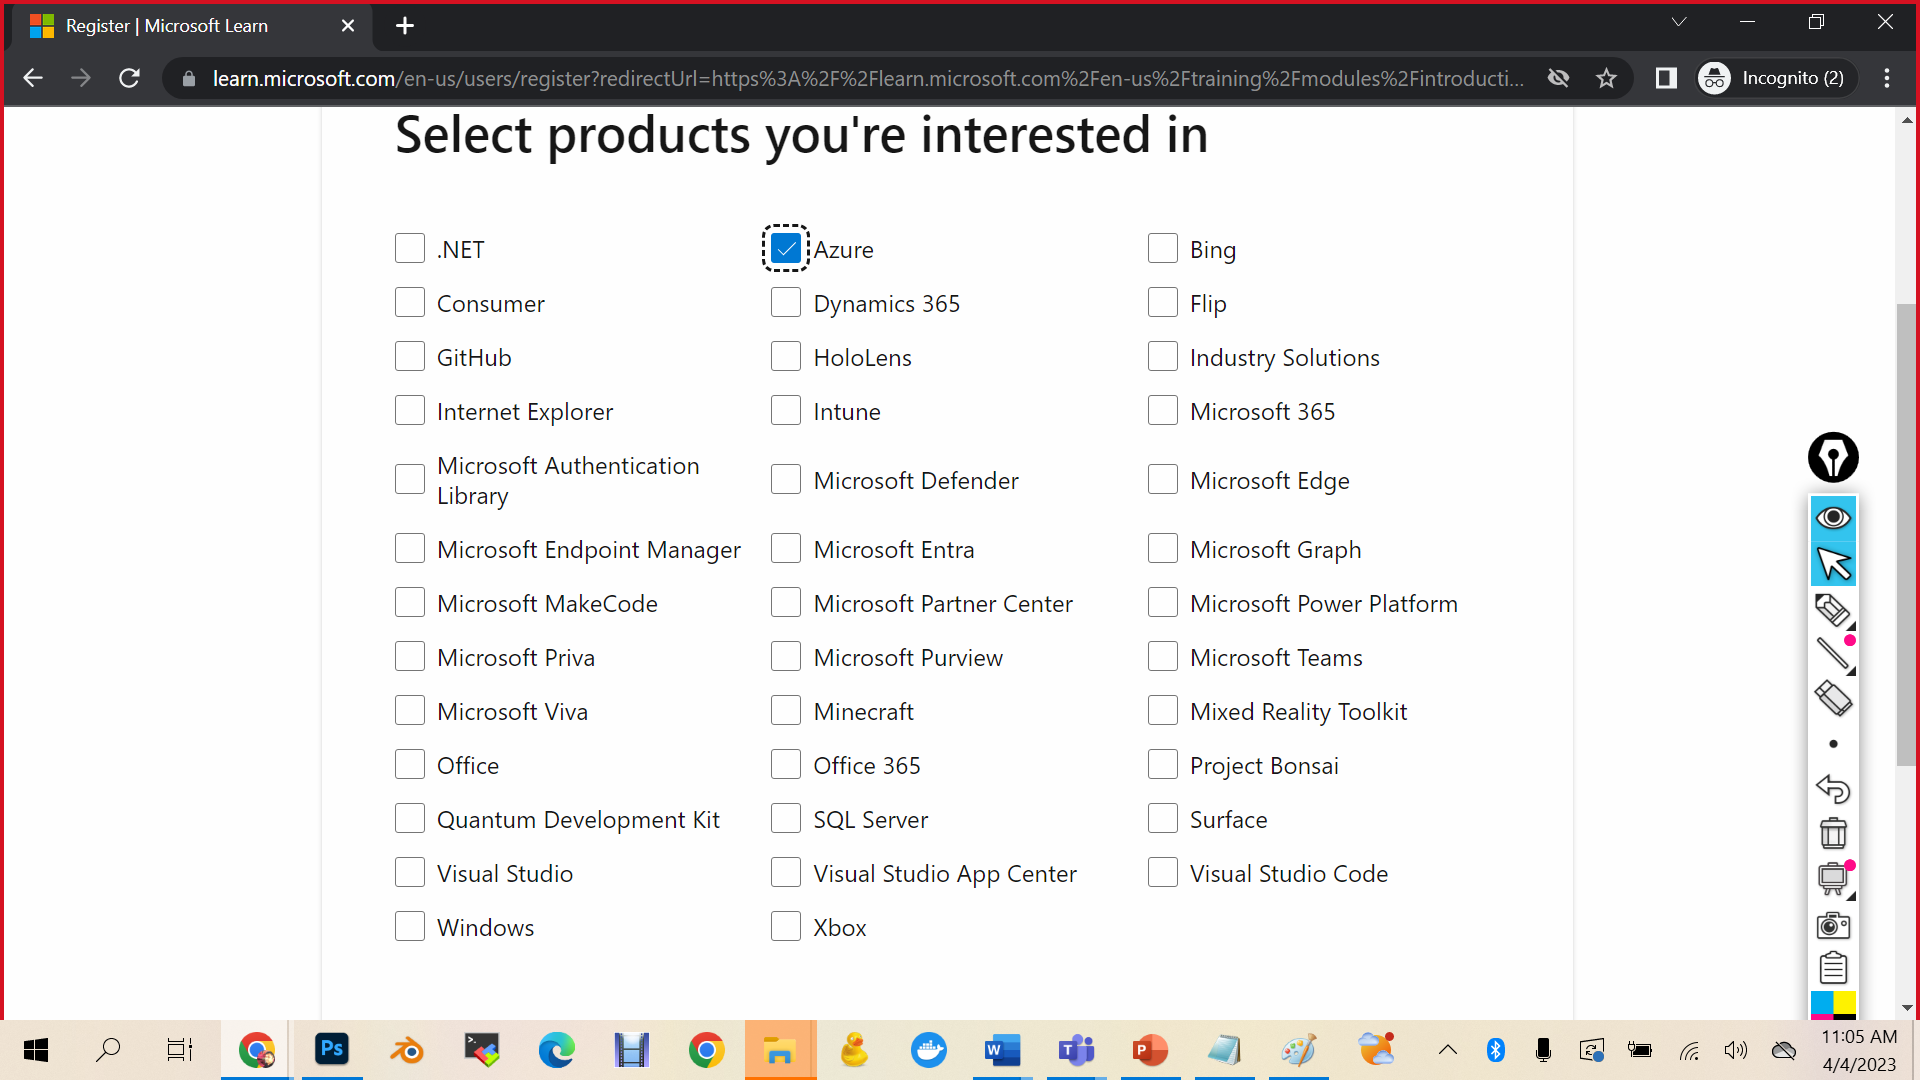 Register | Microsoft Learn
learn.microsoft.com/en-us/users/register?redirectUrl=https%3A%2F%2Flearn.microsoft.com%2Fen-us%2Ftraining%2Fmodules%2Fintroducti...
Incognito (2)
Select products you're interested in
.NET
Azure
Bing
Consumer
Dynamics 365
Flip
GitHub
HoloLens
Industry Solutions
Internet Explorer
Intune
Microsoft 365
Microsoft Authentication
Library
Microsoft Defender
Microsoft Edge
Microsoft Endpoint Manager
Microsoft Entra
Microsoft Graph
Microsoft MakeCode
Microsoft Partner Center
Microsoft Power Platform
Microsoft Priva
Microsoft Purview
Microsoft Teams
Microsoft Viva
Minecraft
Mixed Reality Toolkit
Office
Office 365
Project Bonsai
Quantum Development Kit
SQL Server
Surface
Visual Studio
Visual Studio App Center
Visual Studio Code
Windows
Xbox
Ps
W
T
P
11:05 AM
4/4/2023